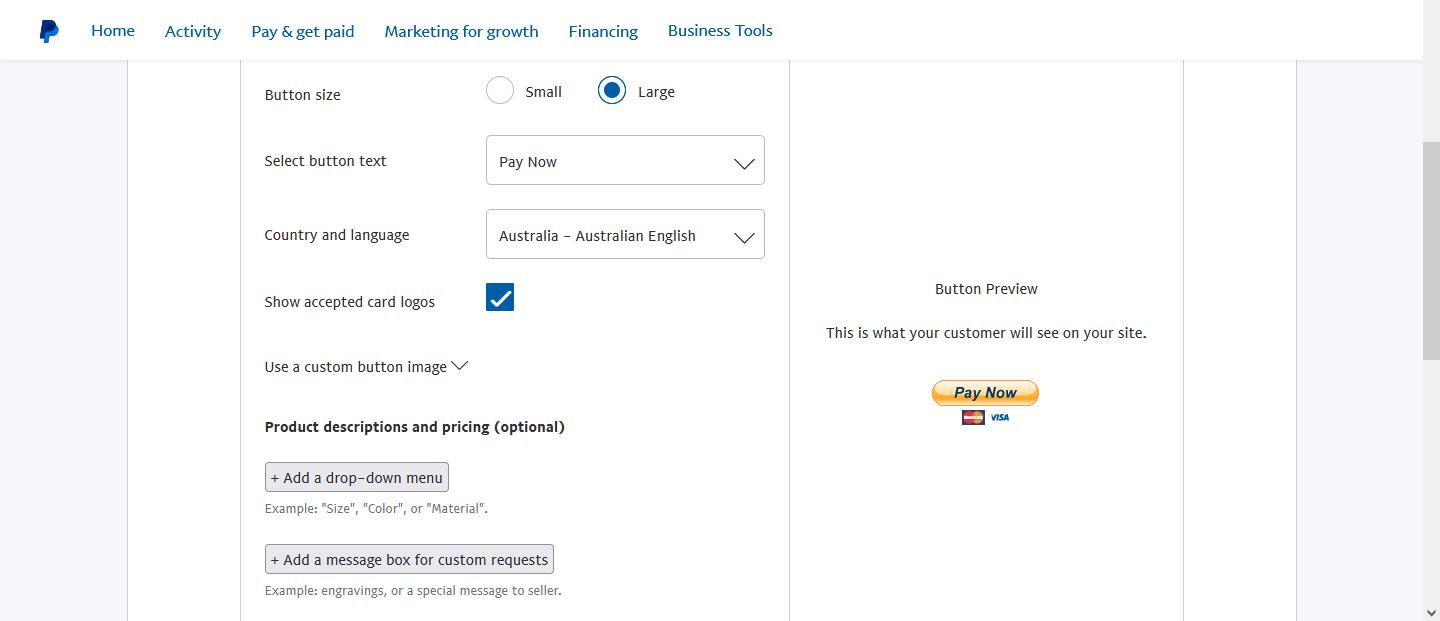 Home Activity Pay & get paid Marketing for growth Financing Business Tools
Button size Small Large
Select button text Pay Now
Country and language Australia - Australian English
Show accepted card logos
Use a custom button image
Product descriptions and pricing (optional)
+ Add a drop-down menu
Example: "Size", "Color", or "Material".
+ Add a message box for custom requests
Example: engravings, or a special message to seller.
Button Preview
This is what your customer will see on your site.
Pay Now
MasterCard VISA